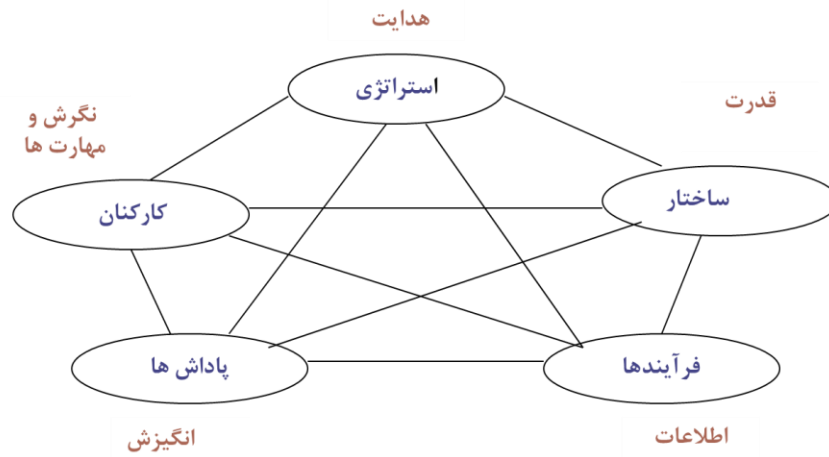 هدایت
استراتژی
قدرت
نگرش و
مهارت ها
ساختار
کارکنان
فرآیندها
پاداش ها
اطلاعات
انگیزش